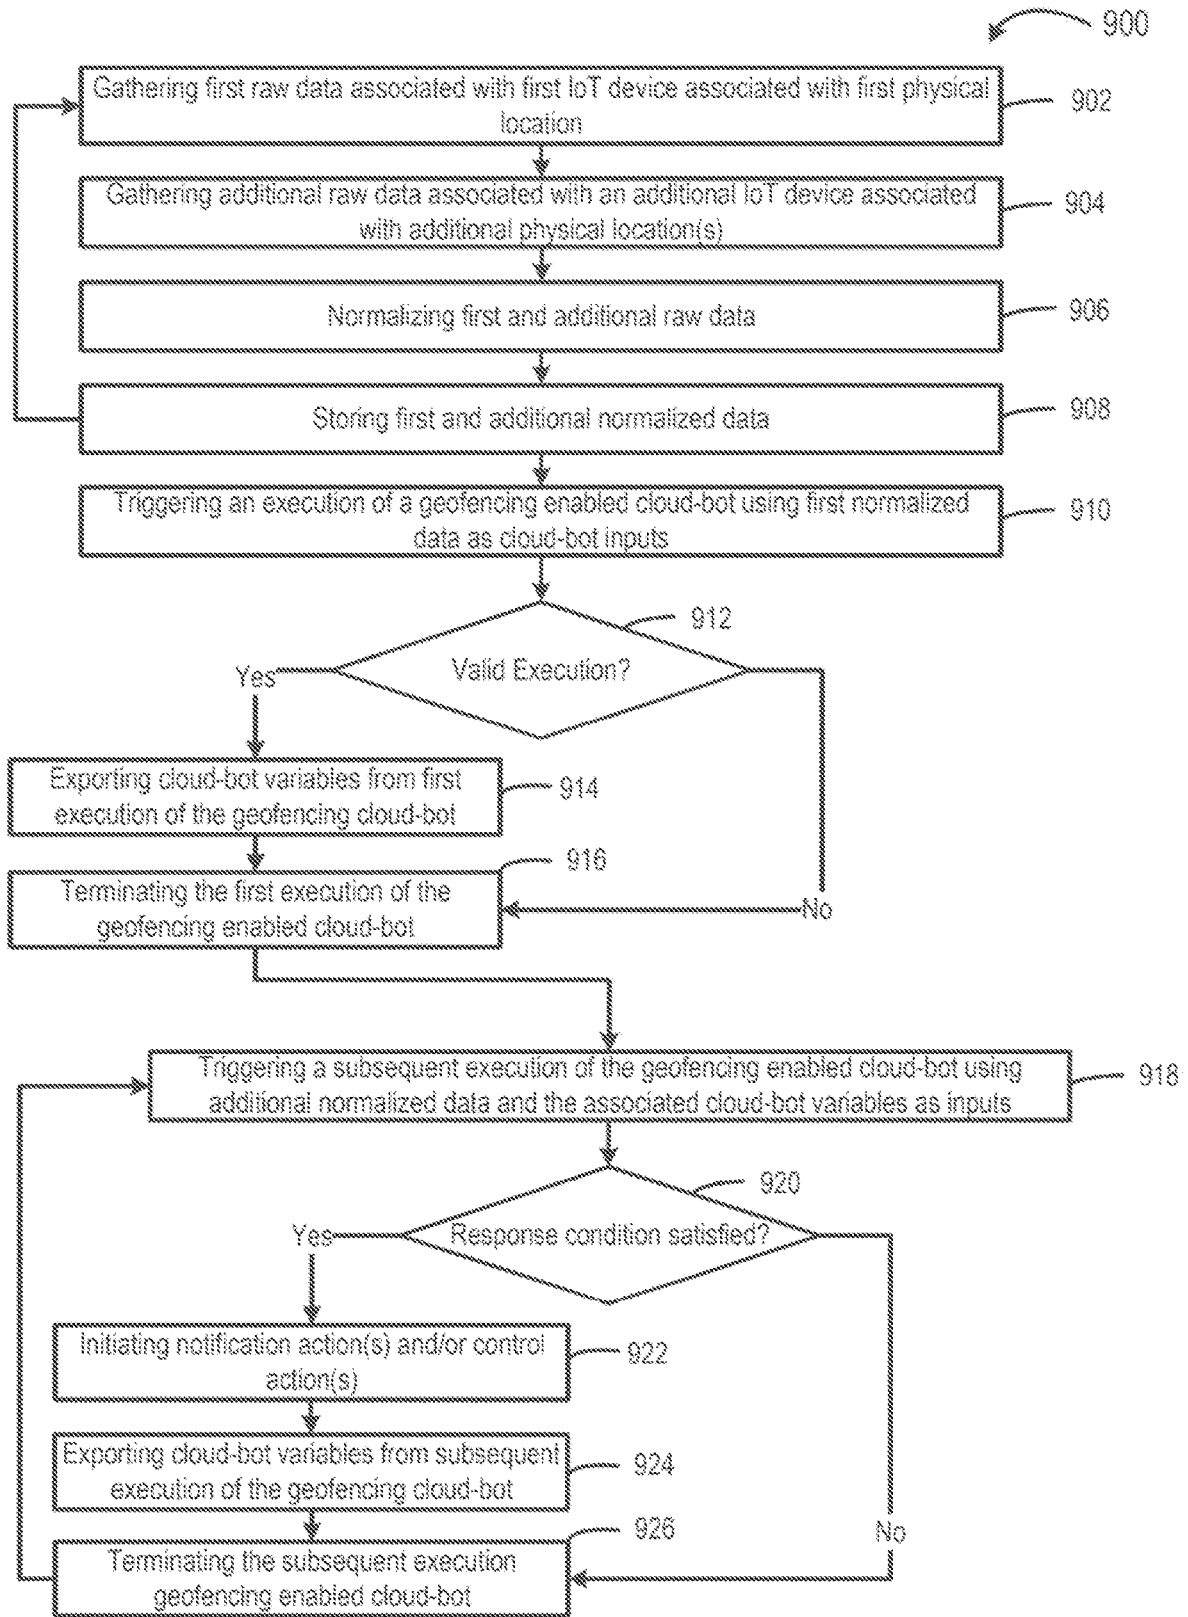 900
Gathering first raw data associated with first IoT device associated with first physical
location
902
Gathering additional raw data associated with an additional IoT device associated
with additional physical location(s)
904
Normalizing first and additional raw data
906
Storing first and additional normalized data
908
Triggering an execution of a geofencing enabled cloud-bot using first normalized
data as cloud-bot inputs
910
912
Valid Execution?
Yes
Exporting cloud-bot variables from first
execution of the geofencing cloud-bot
914
916
Terminating the first execution of the
geofencing enabled cloud-bot
No
Triggering a subsequent execution of the geofencing enabled cloud-bot using
additional normalized data and the associated cloud-bot variables as inputs
918
920
Response condition satisfied?
Yes
Initiating notification action(s) and/or control
action(s)
922
Exporting cloud-bot variables from subsequent
execution of the geofencing cloud-bot
924
926
No
Terminating the subsequent execution
geofencing enabled cloud-bot